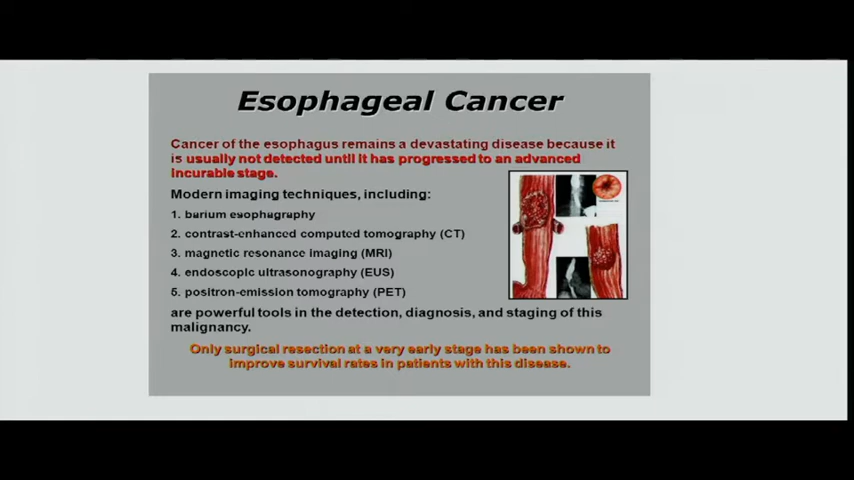 Esophageal Cancer
Cancer of the esophagus remains a devastating disease because it
is usually not detected until it has progressed to an advanced
incurable stage.
Modern imaging techniques, including:
1. barium esophagraphy
2. contrast-enhanced computed tomography (CT)
3. magnetic resonance imaging (MRI)
4. endoscopic ultrasonography (EUS)
5. positron-emission tomography (PET)
are powerful tools in the detection, diagnosis, and staging of this
malignancy.
Only surgical resection at a very early stage has been shown to
improve survival rates in patients with this disease.